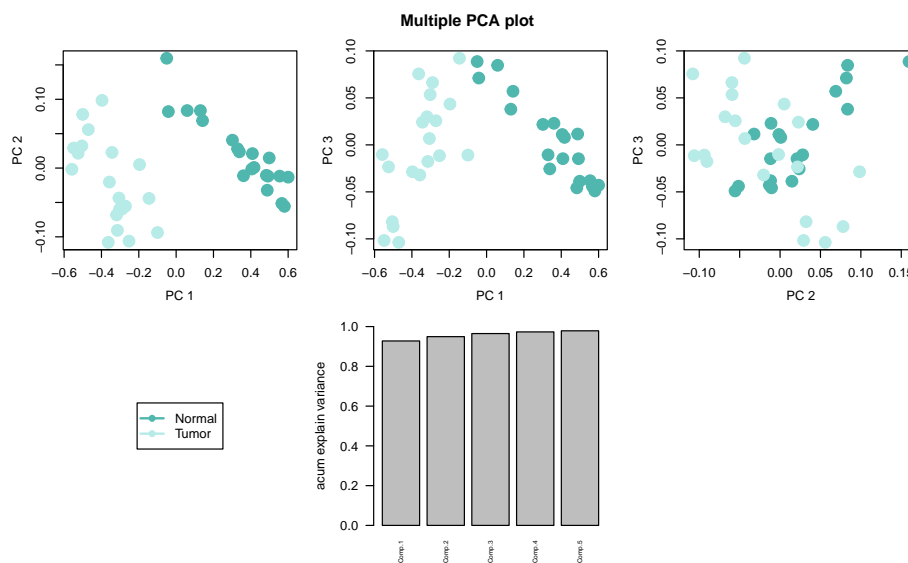 Multiple PCA plot
PC 2
0.10
0.00
−0.10
−0.6 −0.4 −0.2 0.0 0.2 0.4 0.6
PC 1
PC 3
0.10
0.05
0.00
−0.05
−0.10
−0.6 −0.4 −0.2 0.0 0.2 0.4 0.6
PC 1
PC 3
0.10
0.05
0.00
−0.05
−0.10
−0.10 0.00 0.05 0.10 0.15
PC 2
Normal
Tumor
acum explain variance
1.0
0.8
0.6
0.4
0.2
0.0
Comp.1 Comp.2 Comp.3 Comp.4 Comp.5